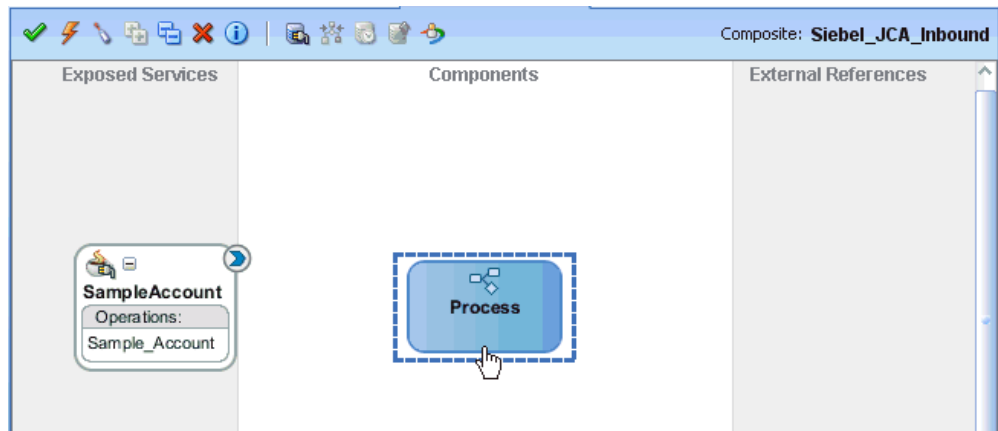 Composite: Siebel_JCA_Inbound
Exposed Services
Components
External References
SampleAccount
Operations:
Sample_Account
Process